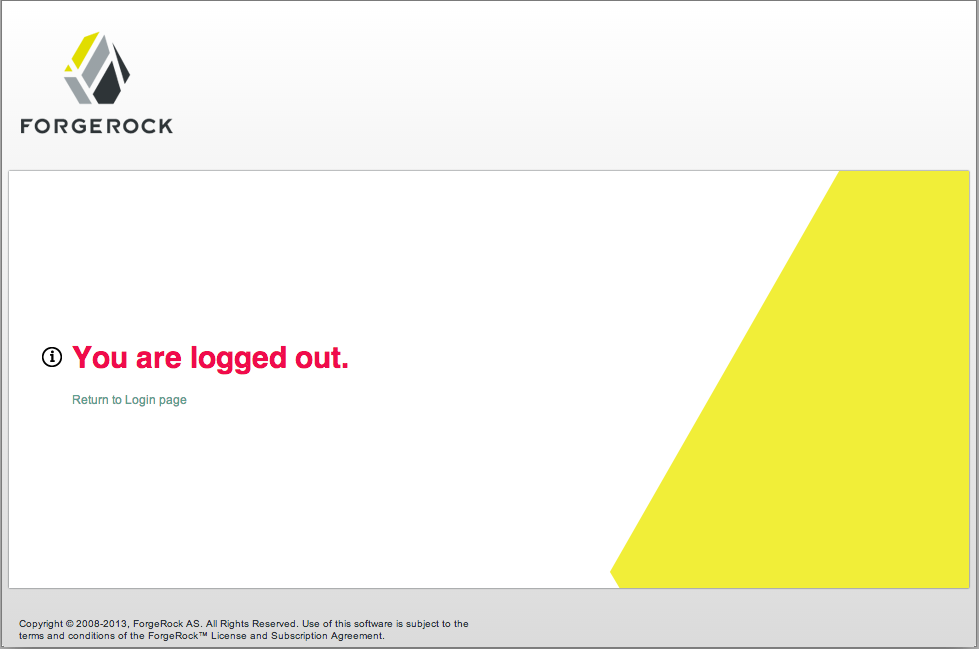 FORGEROCK
You are logged out.
Return to Login page
Copyright © 2008-2013, ForgeRock AS. All Rights Reserved. Use of this software is subject to the
terms and conditions of the ForgeRock™ License and Subscription Agreement.